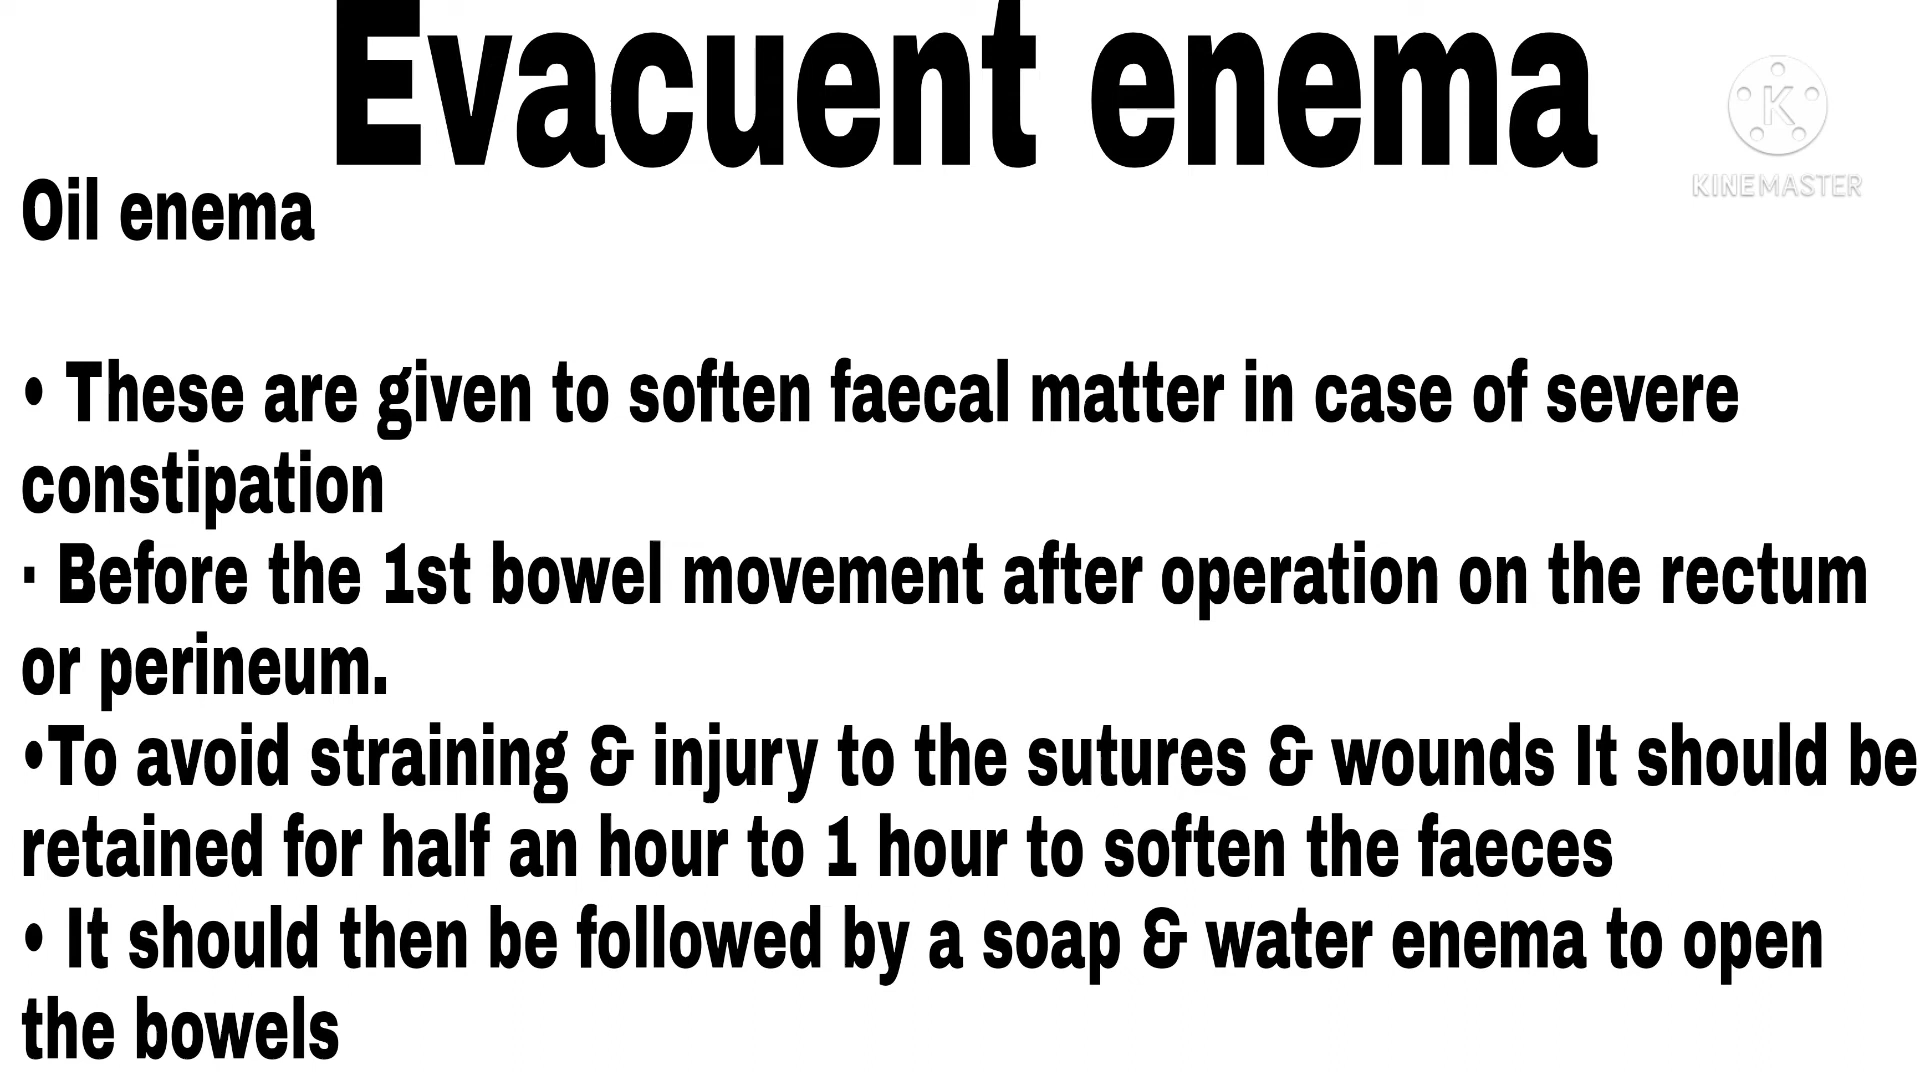 Evacuent enema
K
KINEMASTER
Oil enema
• These are given to soften faecal matter in case of severe
constipation
· Before the 1st bowel movement after operation on the rectum
or perineum.
•To avoid straining & injury to the sutures & wounds It should be
retained for half an hour to 1 hour to soften the faeces
• It should then be followed by a soap & water enema to open
the bowels